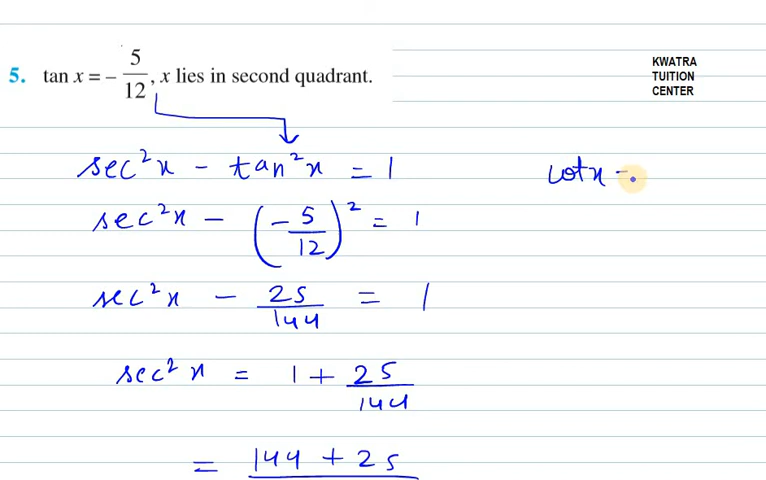 5. tan x = - 5/12, x lies in second quadrant.
KWATRA
TUITION
CENTER
sec²x - tan²x = 1
cotx =
sec²x - (-5/12)² = 1
sec²x - 25/144 = 1
sec²x = 1 + 25/144
= 144 + 25